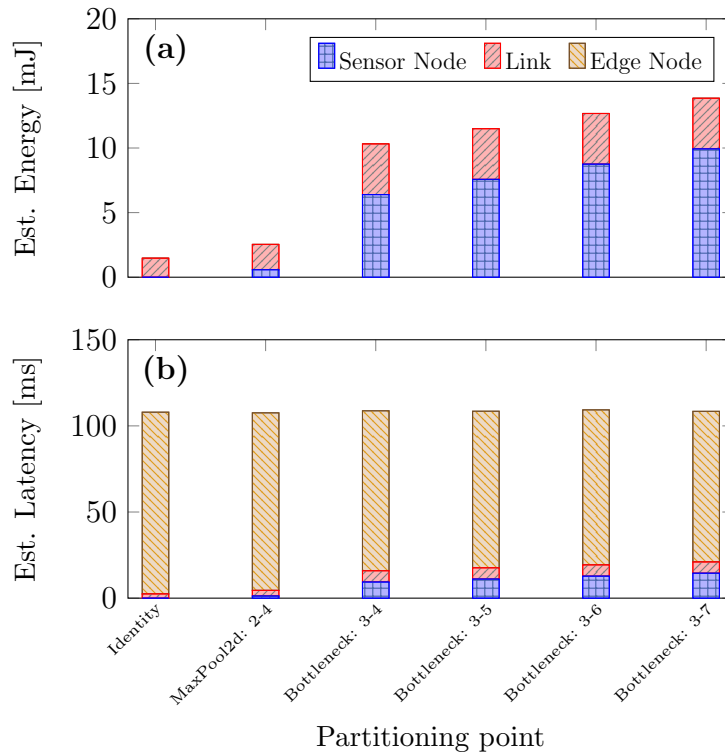 (a)
Sensor Node Link Edge Node
Est. Energy [mJ]
20
15
10
5
0
(b)
Est. Latency [ms]
150
100
50
0
Identity
MaxPool2d: 2-4
Bottleneck: 3-4
Bottleneck: 3-5
Bottleneck: 3-6
Bottleneck: 3-7
Partitioning point